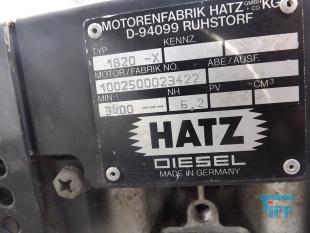 MOTORENFABRIK HATZ GMBH + CO KG
D-94099 RUHSTORF
TYP KENNZ.
1B20 -X
MOTOR / FABRIK NO. ABE / AUSF.
1002500023422
MIN-1 NH PV CM3
3000 6.2
HATZ
DIESEL
MADE IN GERMANY